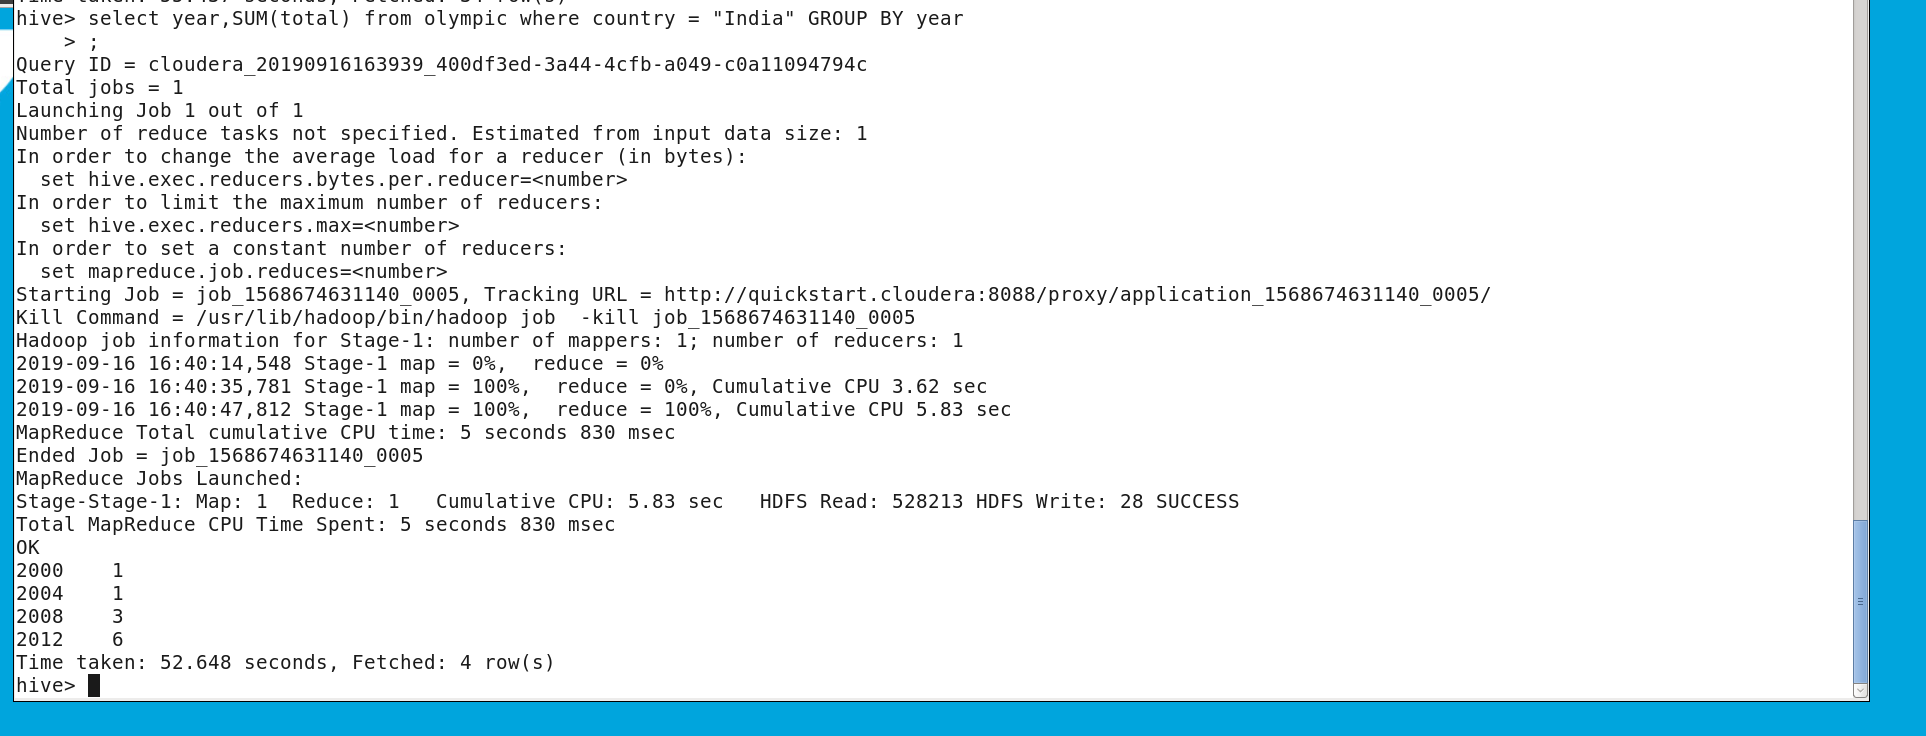 Time taken: 53.437 seconds, Fetched: 34 row(s)
hive> select year,SUM(total) from olympic where country = "India" GROUP BY year
    > ;
Query ID = cloudera_20190916163939_400df3ed-3a44-4cfb-a049-c0a11094794c
Total jobs = 1
Launching Job 1 out of 1
Number of reduce tasks not specified. Estimated from input data size: 1
In order to change the average load for a reducer (in bytes):
  set hive.exec.reducers.bytes.per.reducer=<number>
In order to limit the maximum number of reducers:
  set hive.exec.reducers.max=<number>
In order to set a constant number of reducers:
  set mapreduce.job.reduces=<number>
Starting Job = job_1568674631140_0005, Tracking URL = http://quickstart.cloudera:8088/proxy/application_1568674631140_0005/
Kill Command = /usr/lib/hadoop/bin/hadoop job  -kill job_1568674631140_0005
Hadoop job information for Stage-1: number of mappers: 1; number of reducers: 1
2019-09-16 16:40:14,548 Stage-1 map = 0%,  reduce = 0%
2019-09-16 16:40:35,781 Stage-1 map = 100%,  reduce = 0%, Cumulative CPU 3.62 sec
2019-09-16 16:40:47,812 Stage-1 map = 100%,  reduce = 100%, Cumulative CPU 5.83 sec
MapReduce Total cumulative CPU time: 5 seconds 830 msec
Ended Job = job_1568674631140_0005
MapReduce Jobs Launched:
Stage-Stage-1: Map: 1  Reduce: 1   Cumulative CPU: 5.83 sec   HDFS Read: 528213 HDFS Write: 28 SUCCESS
Total MapReduce CPU Time Spent: 5 seconds 830 msec
OK
2000    1
2004    1
2008    3
2012    6
Time taken: 52.648 seconds, Fetched: 4 row(s)
hive>